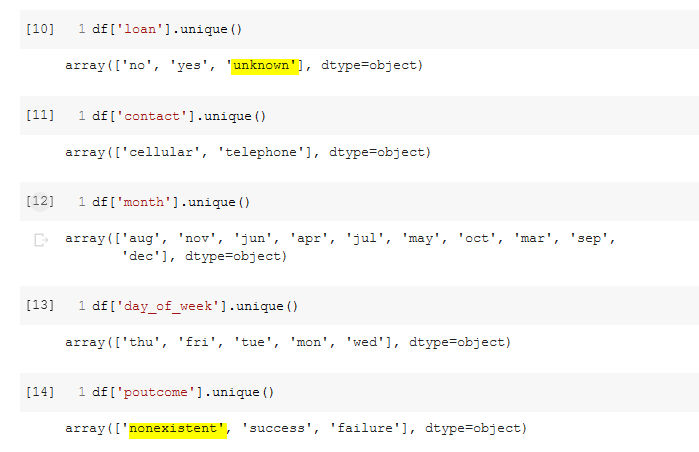 [10] 1 df['loan'].unique()
array(['no', 'yes', 'unknown'], dtype=object)
[11] 1 df['contact'].unique()
array(['cellular', 'telephone'], dtype=object)
[12] 1 df['month'].unique()
array(['aug', 'nov', 'jun', 'apr', 'jul', 'may', 'oct', 'mar', 'sep',
'dec'], dtype=object)
[13] 1 df['day_of_week'].unique()
array(['thu', 'fri', 'tue', 'mon', 'wed'], dtype=object)
[14] 1 df['poutcome'].unique()
array(['nonexistent', 'success', 'failure'], dtype=object)